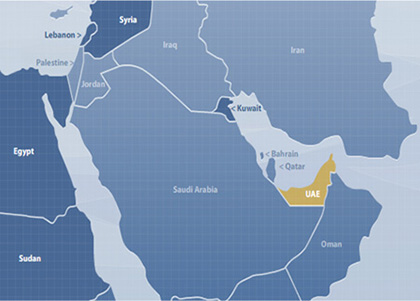 Syria
Lebanon >
Iraq
Iran
Palestine >
Jordan
< Kuwait
Egypt
< Bahrain
< Qatar
Saudi Arabia
UAE
Oman
Sudan